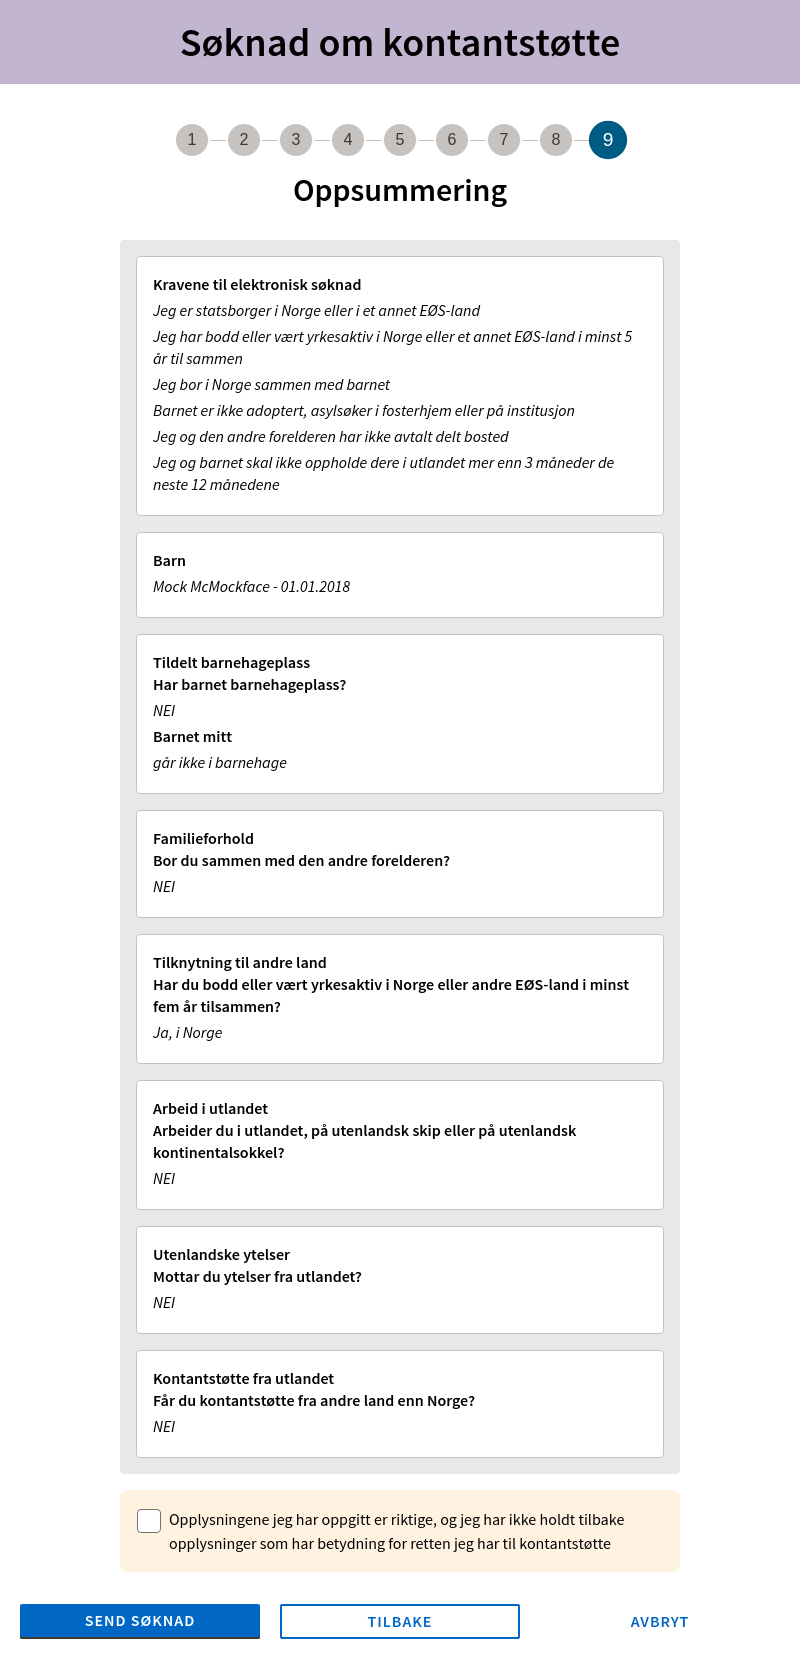 Søknad om kontantstøtte
1 2 3 4 5 6 7 8 9
Oppsummering
Kravene til elektronisk søknad
Jeg er statsborger i Norge eller i et annet EØS-land
Jeg har bodd eller vært yrkesaktiv i Norge eller et annet EØS-land i minst 5
år til sammen
Jeg bor i Norge sammen med barnet
Barnet er ikke adoptert, asylsøker i fosterhjem eller på institusjon
Jeg og den andre forelderen har ikke avtalt delt bosted
Jeg og barnet skal ikke oppholde dere i utlandet mer enn 3 måneder de
neste 12 månedene
Barn
Mock McMockface - 01.01.2018
Tildelt barnehageplass
Har barnet barnehageplass?
NEI
Barnet mitt
går ikke i barnehage
Familieforhold
Bor du sammen med den andre forelderen?
NEI
Tilknytning til andre land
Har du bodd eller vært yrkesaktiv i Norge eller andre EØS-land i minst
fem år tilsammen?
Ja, i Norge
Arbeid i utlandet
Arbeider du i utlandet, på utenlandsk skip eller på utenlandsk
kontinentalsokkel?
NEI
Utenlandske ytelser
Mottar du ytelser fra utlandet?
NEI
Kontantstøtte fra utlandet
Får du kontantstøtte fra andre land enn Norge?
NEI
Opplysningene jeg har oppgitt er riktige, og jeg har ikke holdt tilbake
opplysninger som har betydning for retten jeg har til kontantstøtte
SEND SØKNAD TILBAKE AVBRYT